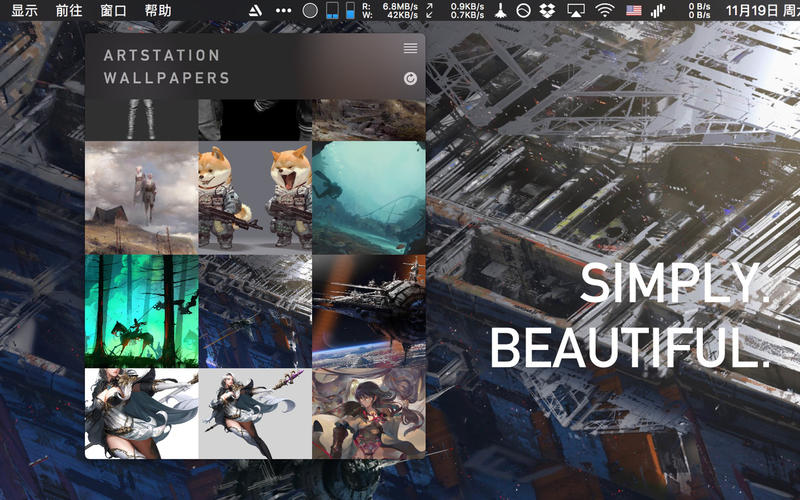 显示 前往 窗口 帮助
R: 6.8MB/s
W: 42KB/s
0.9KB/s
0.7KB/s
0 B/s
0 B/s
11月19日 周
ARTSTATION
WALLPAPERS
SIMPLY.
BEAUTIFUL.